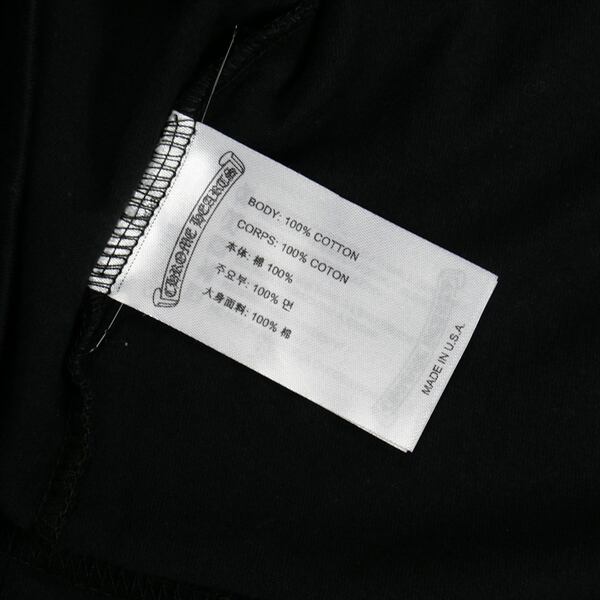 CHROME HEARTS
BODY: 100% COTTON
CORPS: 100% COTON
本体: 棉 100%
주요부: 100% 면
大身面料: 100% 棉
MADE IN U.S.A.